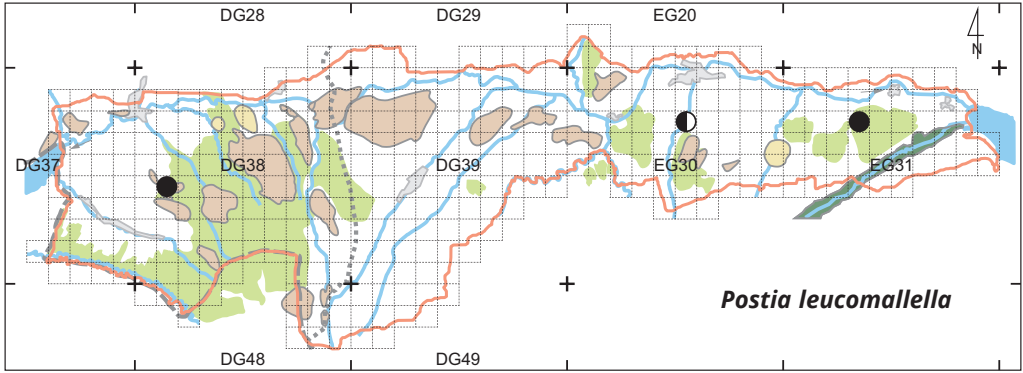 DG28 DG29 EG20
N
DG37 DG38 DG39 EG30 EG31
Postia leucomallella
DG48 DG49